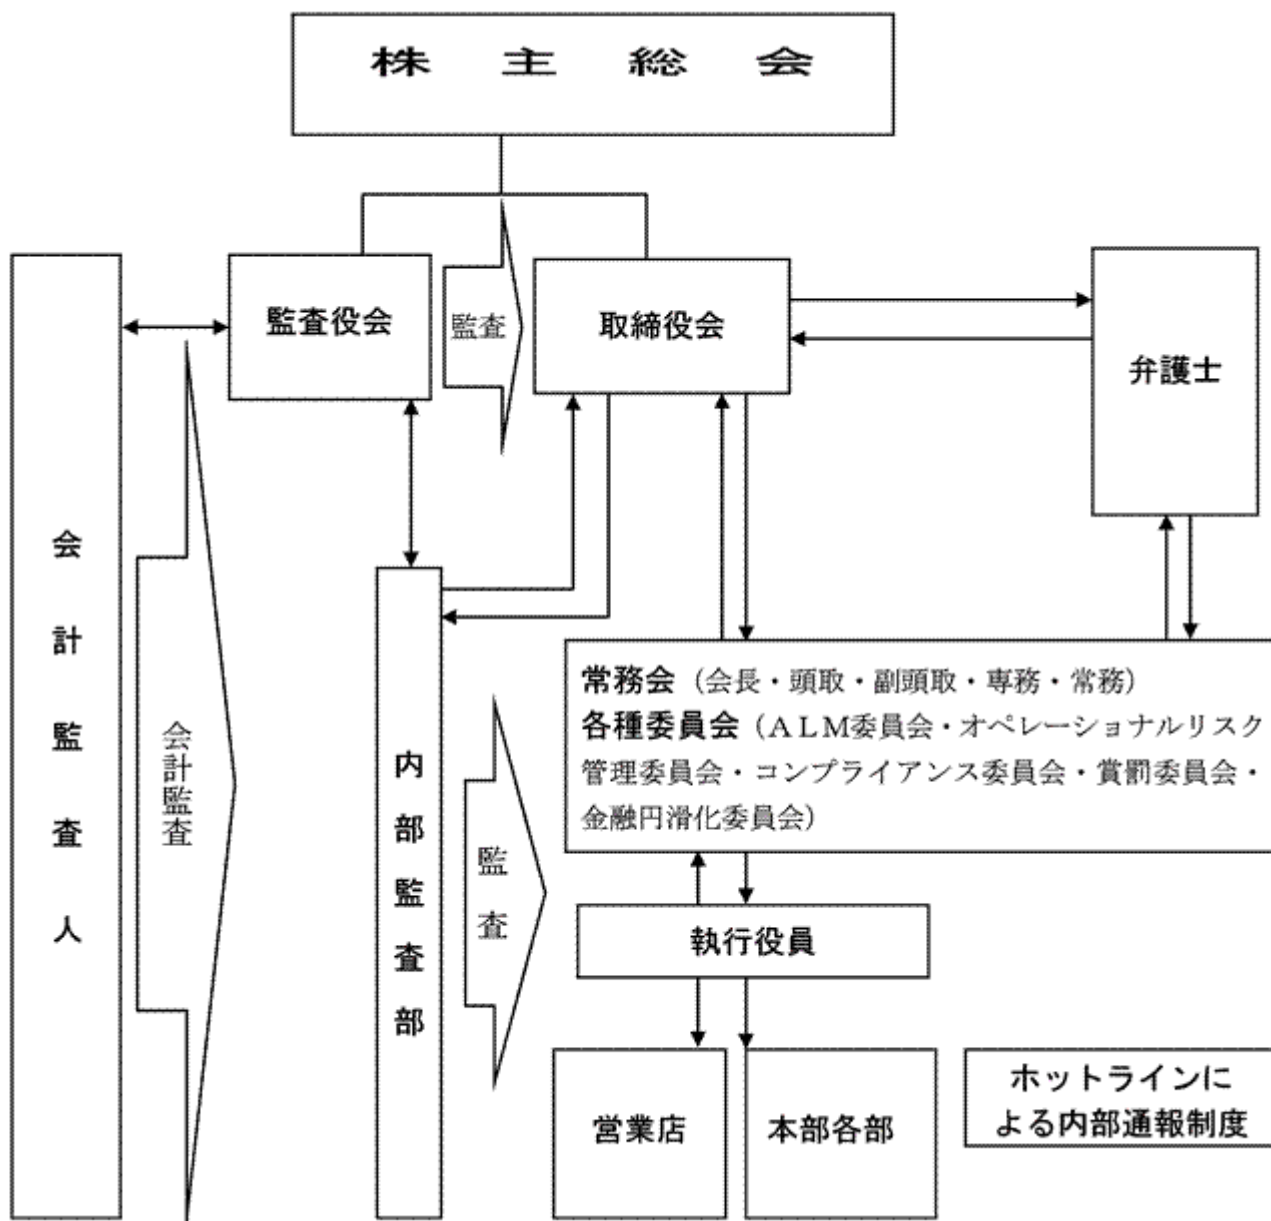 株主総会
監査役会
監査
取締役会
弁護士
会計監査人
会計監査
内部監査部
監査
常務会（会長・頭取・副頭取・専務・常務）
各種委員会（ＡＬＭ委員会・オペレーショナルリスク
管理委員会・コンプライアンス委員会・賞罰委員会・
金融円滑化委員会）
執行役員
営業店
本部各部
ホットラインに
よる内部通報制度